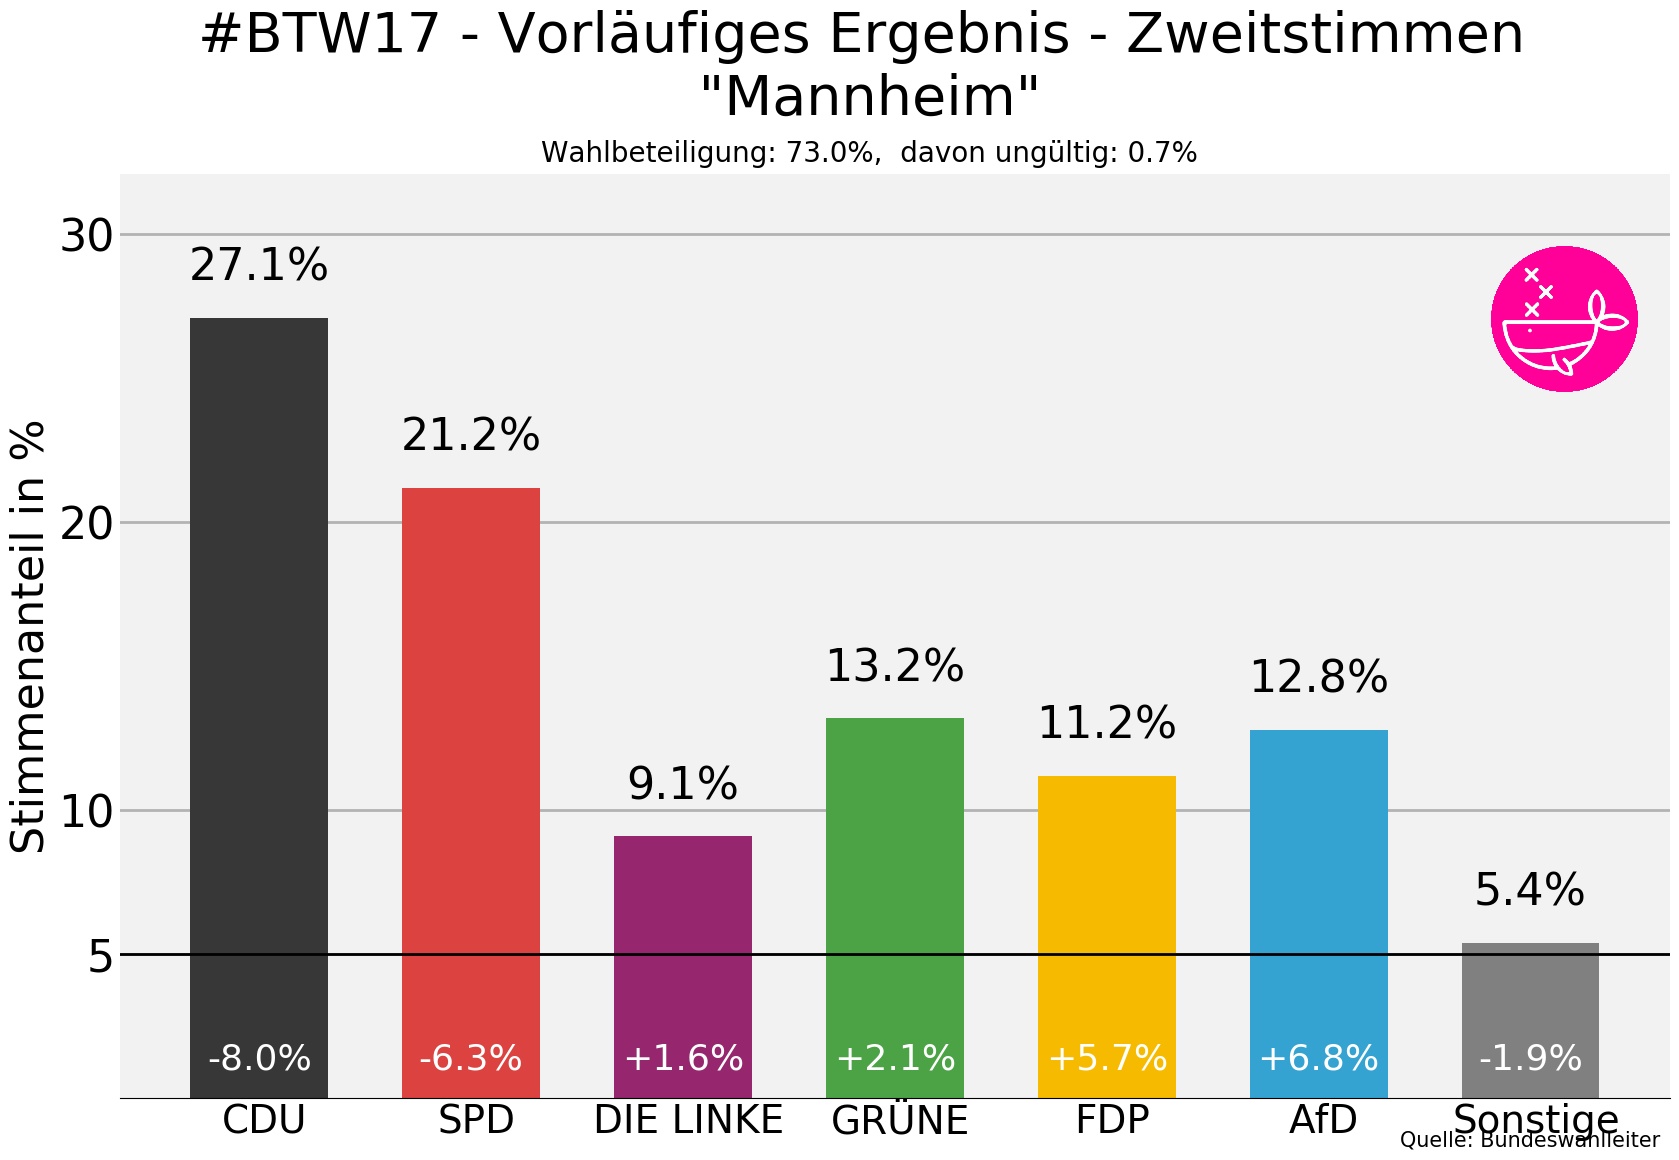 #BTW17 - Vorläufiges Ergebnis - Zweitstimmen
"Mannheim"
Wahlbeteiligung: 73.0%, davon ungültig: 0.7%
Stimmenanteil in %
30
20
10
5
27.1%
21.2%
9.1%
13.2%
11.2%
12.8%
5.4%
-8.0%
-6.3%
+1.6%
+2.1%
+5.7%
+6.8%
-1.9%
CDU
SPD
DIE LINKE
GRÜNE
FDP
AfD
Sonstige
Quelle: Bundeswahlleiter